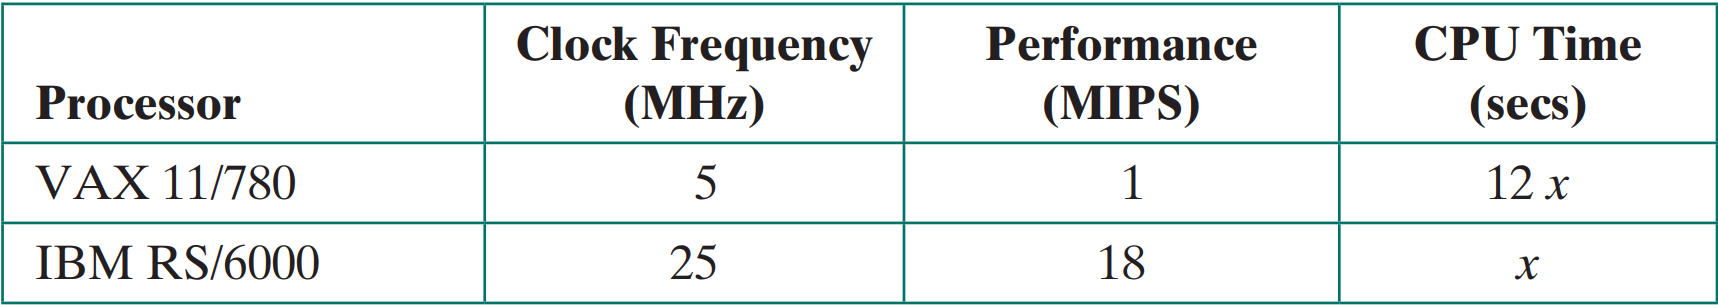 Processor Clock Frequency (MHz) Performance (MIPS) CPU Time (secs)
VAX 11/780 5 1 12 x
IBM RS/6000 25 18 x